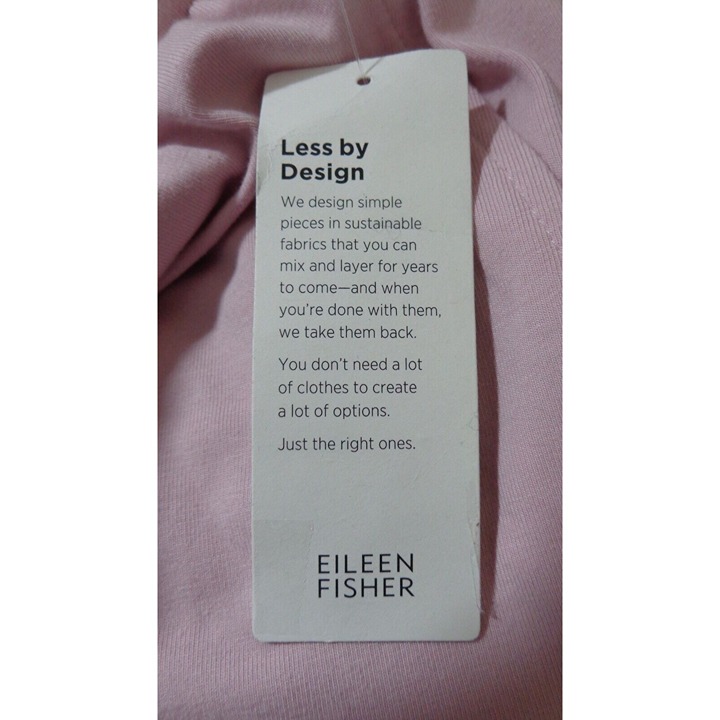 Less by
Design
We design simple
pieces in sustainable
fabrics that you can
mix and layer for years
to come—and when
you're done with them,
we take them back.
You don't need a lot
of clothes to create
a lot of options.
Just the right ones.
EILEEN
FISHER